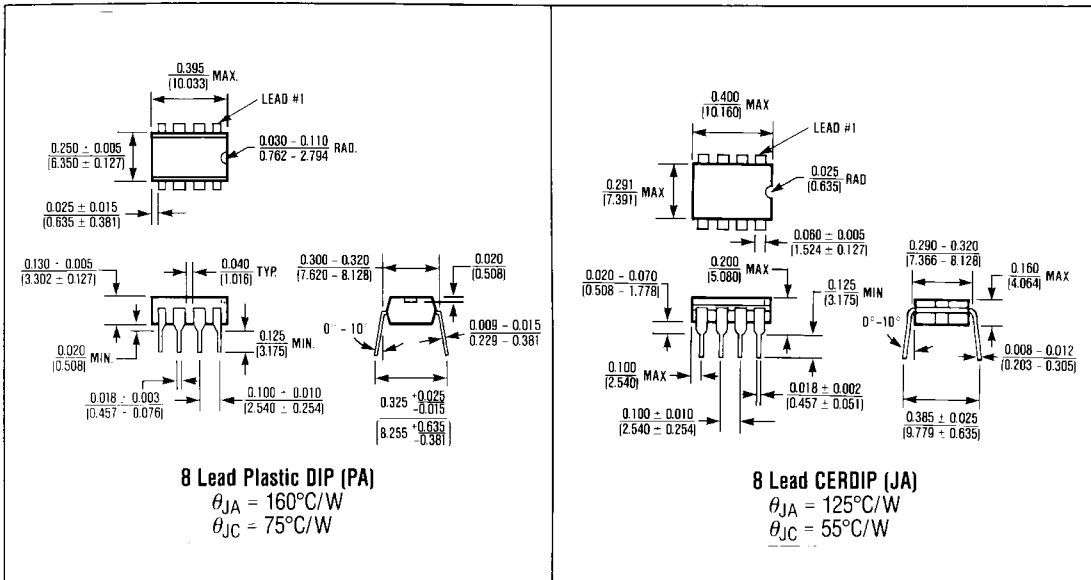 0.395
(10.033)
MAX.
LEAD #1
0.250 ± 0.005
(6.350 ± 0.127)
0.030 - 0.110
0.762 - 2.794
RAD.
0.025 ± 0.015
(0.635 ± 0.381)
0.130 - 0.005
(3.302 ± 0.127)
0.040
(1.016)
TYP.
0.300 - 0.320
(7.620 - 8.128)
0.020
(0.508)
0.020
(0.508)
MIN.
0.125
(3.175)
MIN.
0° - 10°
0.009 - 0.015
0.229 - 0.381
0.018 ± 0.003
(0.457 - 0.076)
0.100 ± 0.010
(2.540 ± 0.254)
0.325 +0.025
-0.015
(8.255 +0.635
-0.381)
8 Lead Plastic DIP (PA)
θJA = 160°C/W
θJC = 75°C/W
0.400
(10.160)
MAX
LEAD #1
0.291
(7.391)
MAX
0.025
(0.635)
RAD
0.060 ± 0.005
(1.524 ± 0.127)
0.020 - 0.070
(0.508 - 1.778)
0.200
(5.080)
MAX
0.125
(3.175)
MIN
0.290 - 0.320
(7.366 - 8.128)
0.160
(4.064)
MAX
0° - 10°
0.008 - 0.012
(0.203 - 0.305)
0.100
(2.540)
MAX
0.018 ± 0.002
(0.457 ± 0.051)
0.100 ± 0.010
(2.540 ± 0.254)
0.385 ± 0.025
(9.779 ± 0.635)
8 Lead CERDIP (JA)
θJA = 125°C/W
θJC = 55°C/W